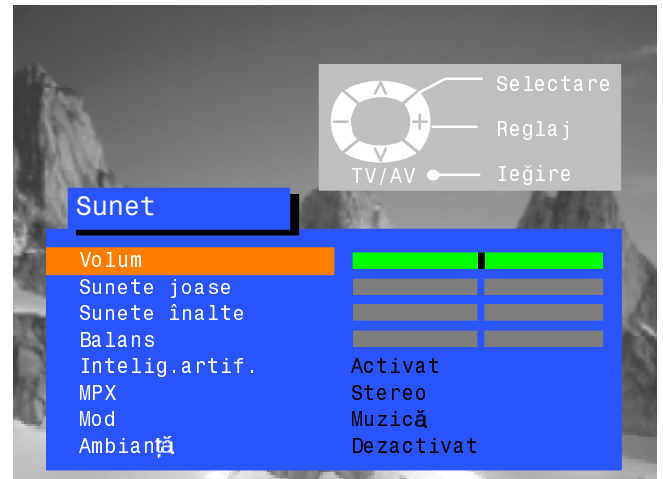 Selectare
Reglaj
TV/AV Ieğire
Sunet
Volum
Sunete joase
Sunete înalte
Balans
Intelig.artif. Activat
MPX Stereo
Mod Muzică
Ambianță Dezactivat